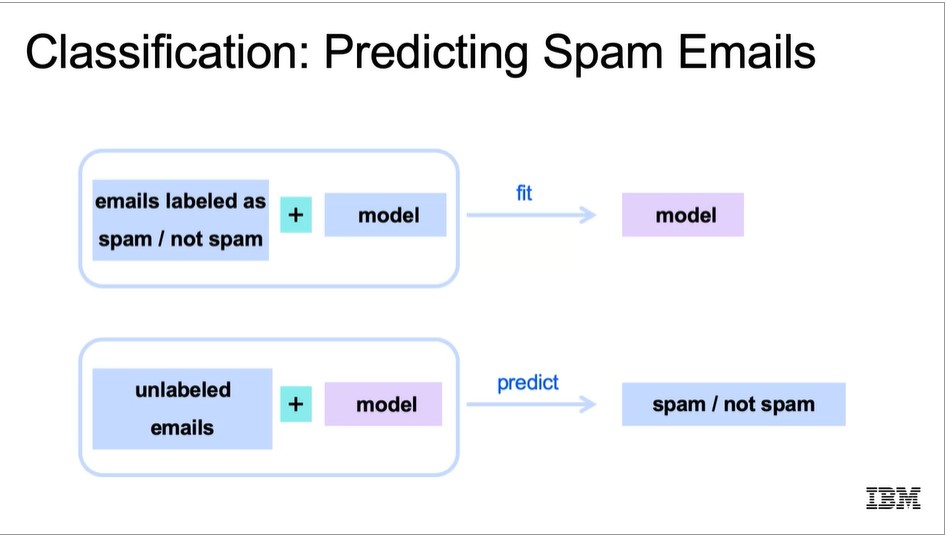 Classification: Predicting Spam Emails
emails labeled as
spam / not spam
+
model
fit
model
unlabeled
emails
+
model
predict
spam / not spam
IBM